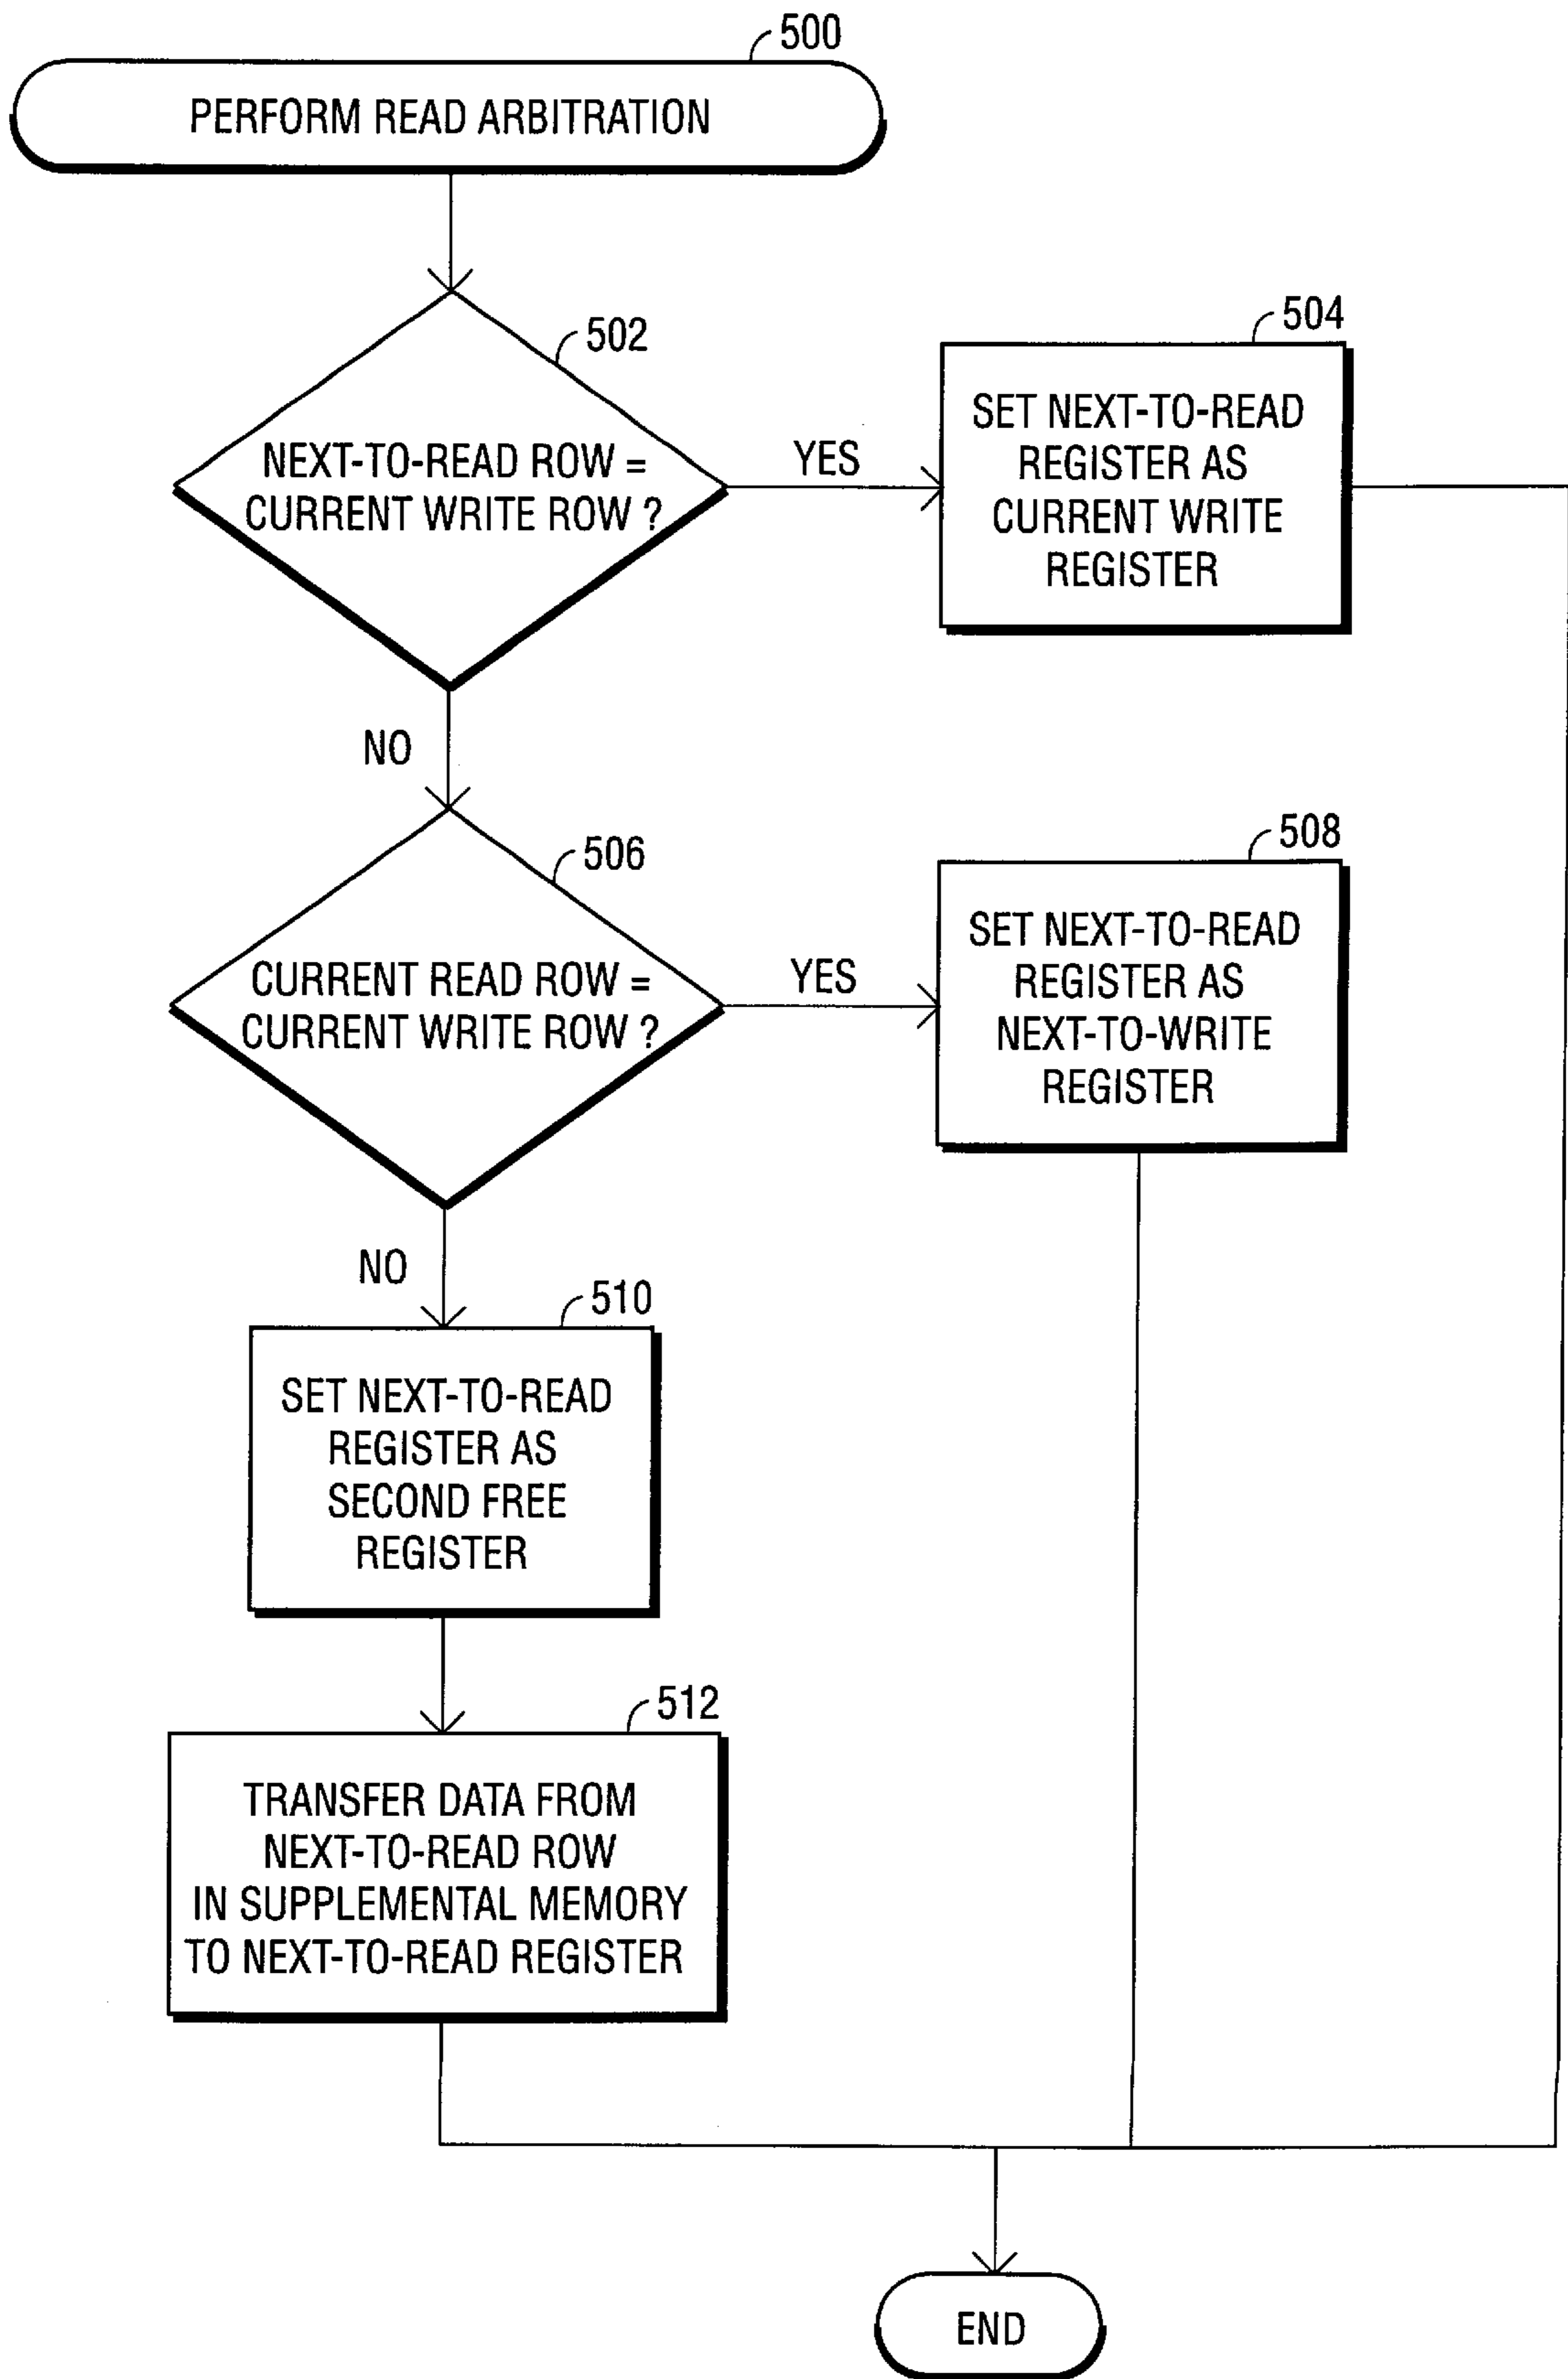 500
PERFORM READ ARBITRATION
502
NEXT-TO-READ ROW =
CURRENT WRITE ROW ?
YES
504
SET NEXT-TO-READ
REGISTER AS
CURRENT WRITE
REGISTER
NO
506
CURRENT READ ROW =
CURRENT WRITE ROW ?
YES
508
SET NEXT-TO-READ
REGISTER AS
NEXT-TO-WRITE
REGISTER
NO
510
SET NEXT-TO-READ
REGISTER AS
SECOND FREE
REGISTER
512
TRANSFER DATA FROM
NEXT-TO-READ ROW
IN SUPPLEMENTAL MEMORY
TO NEXT-TO-READ REGISTER
END